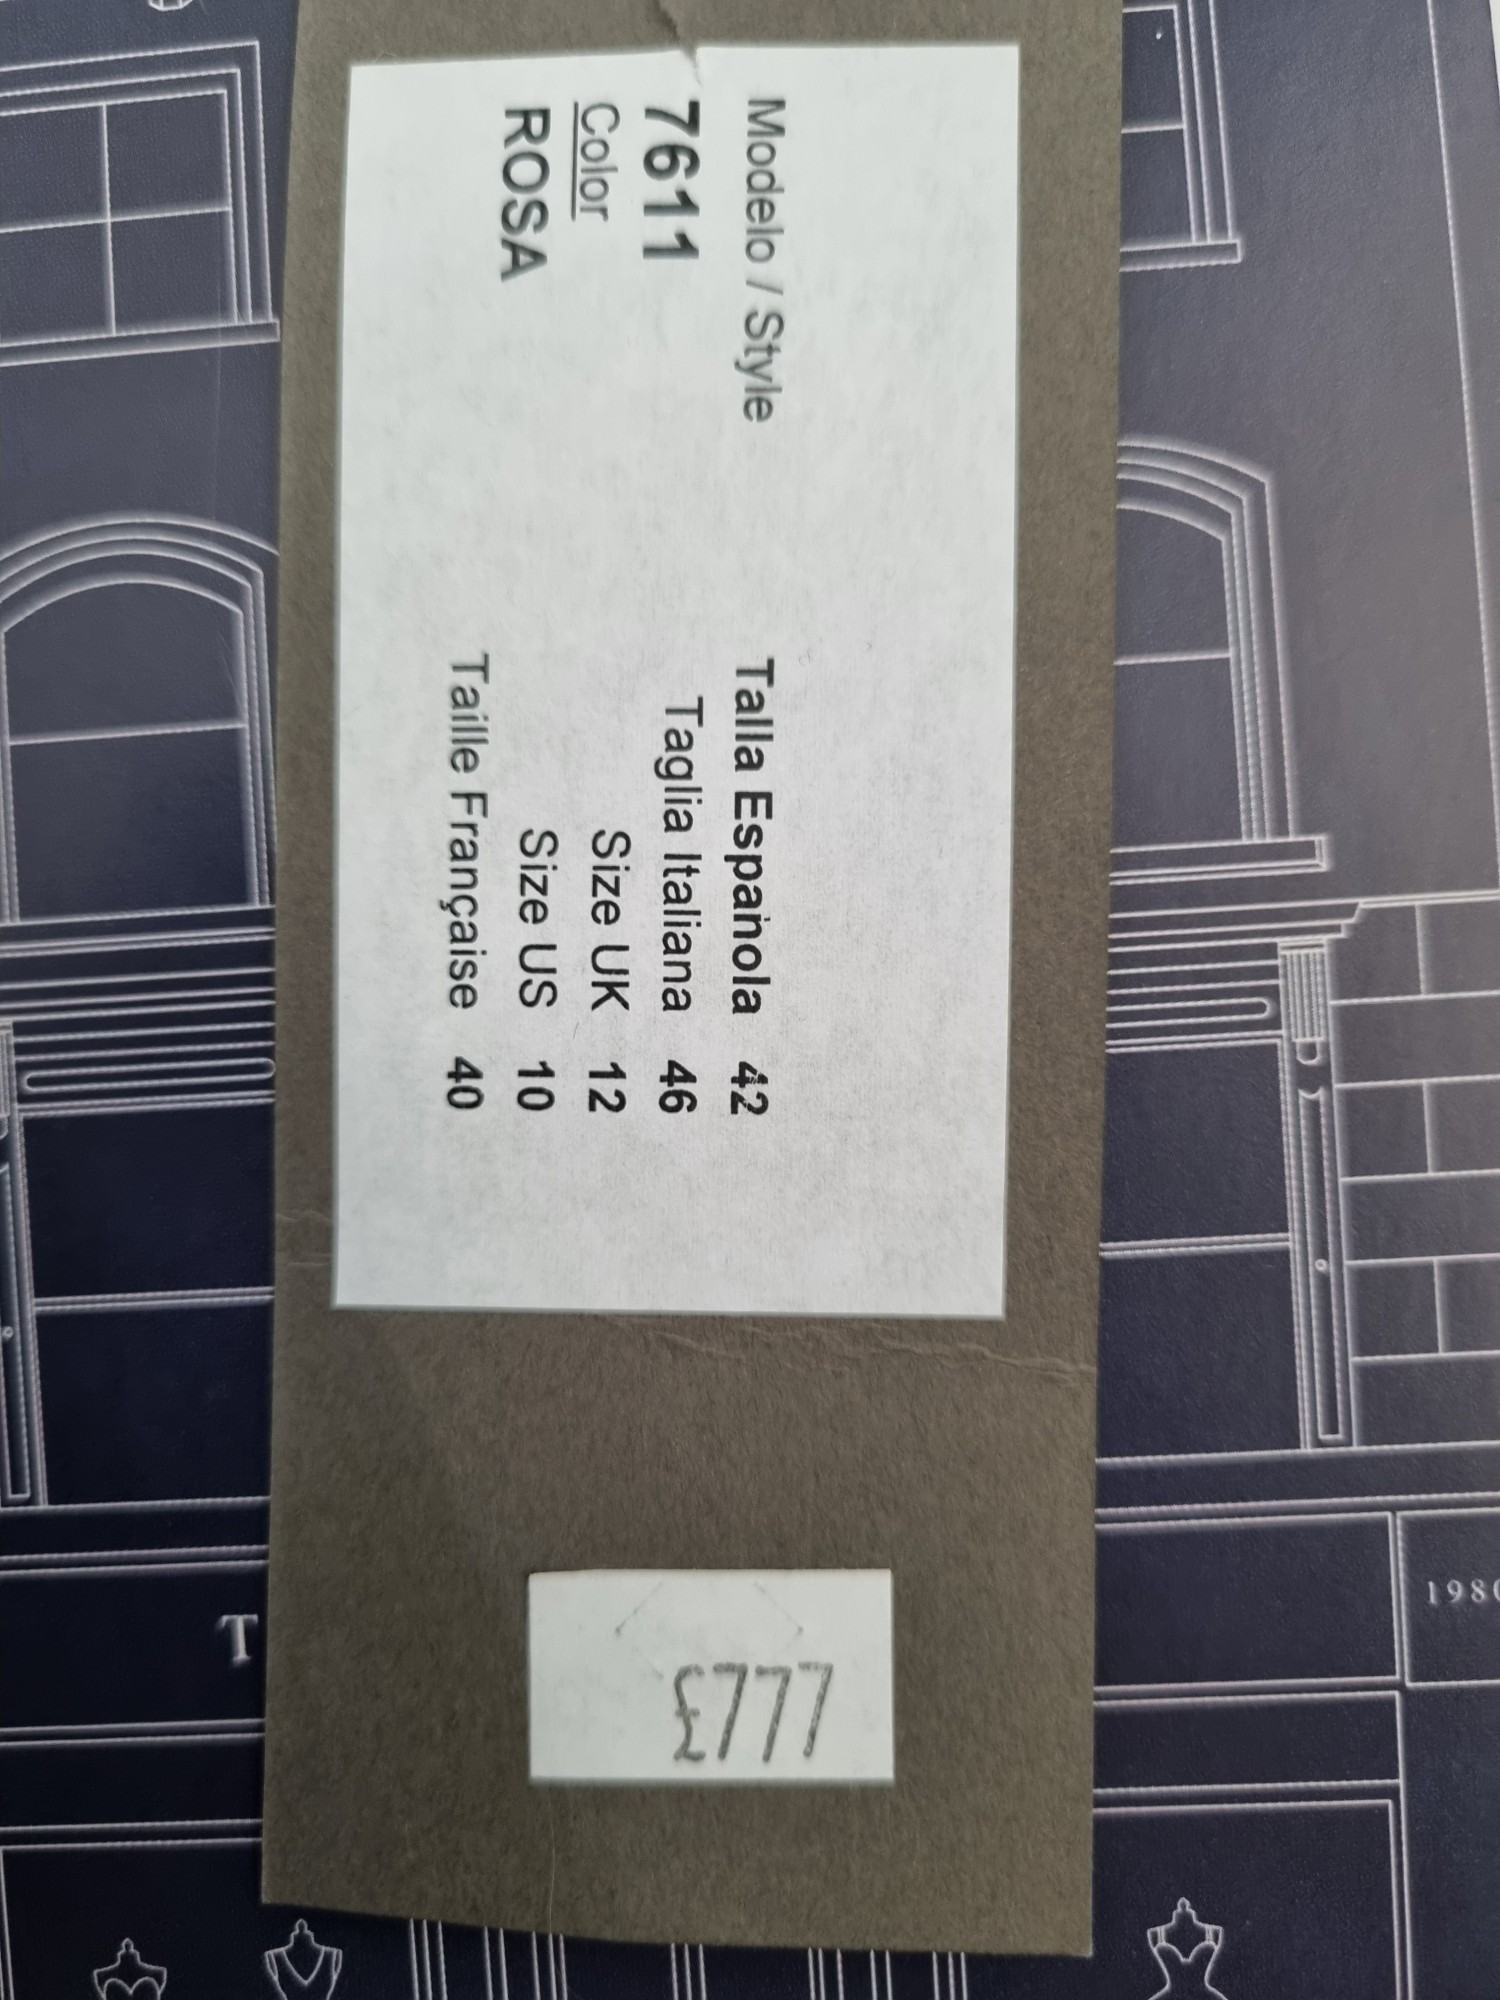 Modelo / Style
7611
Color
ROSA
Talla Española 42
Taglia Italiana 46
Size UK 12
Size US 10
Taille Française 40
£777
T